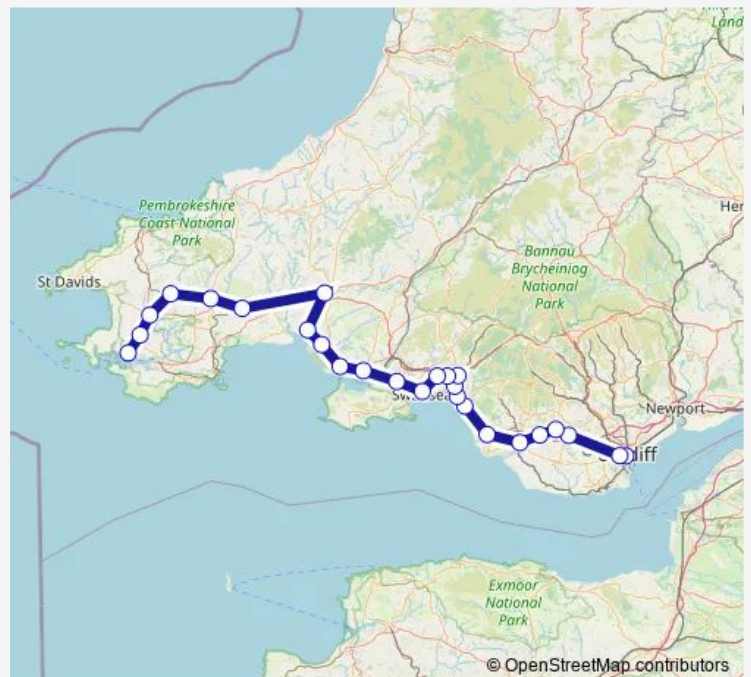 Land
Her
Pembrokeshire
Coast National
Park
St Davids
Bannau
Brycheiniog
National
Park
Newport
Exmoor
National
Park
© OpenStreetMap contributors